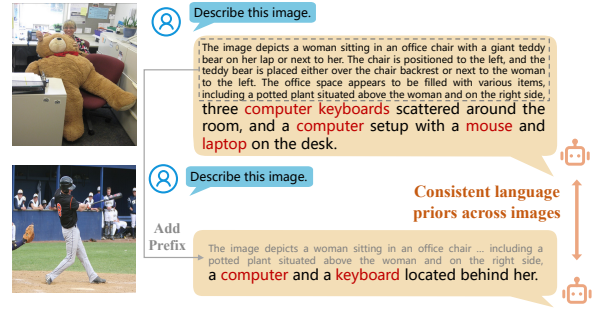 Describe this image.
The image depicts a woman sitting in an office chair with a giant teddy
bear on her lap or next to her. The chair is positioned to the left, and the
teddy bear is placed either over the chair backrest or next to the woman
to the left. The office space appears to be filled with various items,
including a potted plant situated above the woman and on the right side,
three computer keyboards scattered around the
room, and a computer setup with a mouse and
laptop on the desk.
Describe this image.
Consistent language
priors across images
Add
Prefix
The image depicts a woman sitting in an office chair ... including a
potted plant situated above the woman and on the right side,
a computer and a keyboard located behind her.